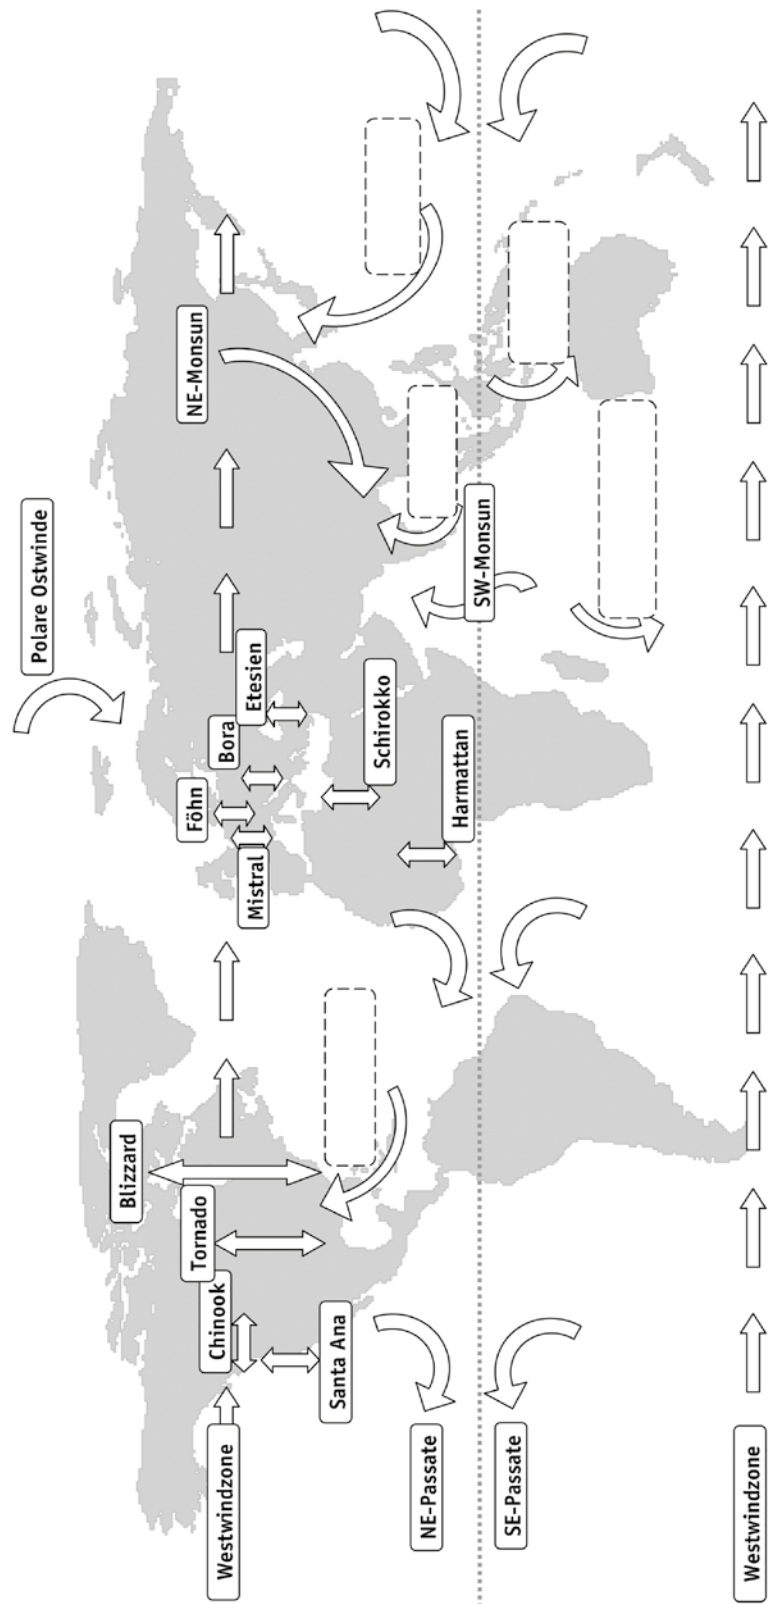 Polare Ostwinde
Blizzard
Föhn
NE-Monsun
Tornado
Chinook
Bora
Westwindzone
Mistral
Etesien
Santa Ana
Schirokko
NE-Passate
Harmattan
SW-Monsun
SE-Passate
Westwindzone